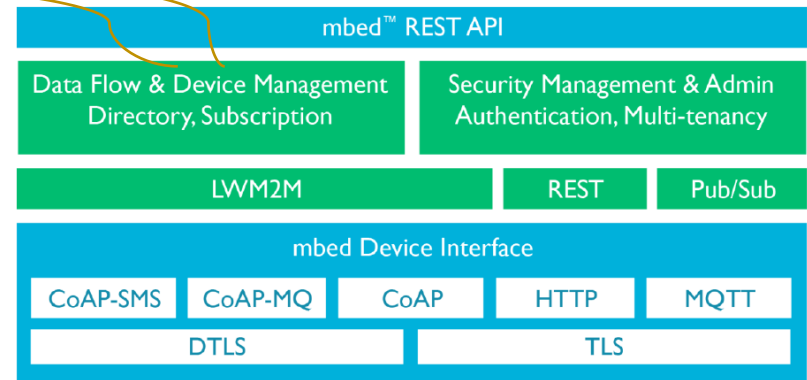 mbed™ REST API
Data Flow & Device Management
Directory, Subscription
Security Management & Admin
Authentication, Multi-tenancy
LWM2M
REST
Pub/Sub
mbed Device Interface
CoAP-SMS
CoAP-MQ
CoAP
HTTP
MQTT
DTLS
TLS